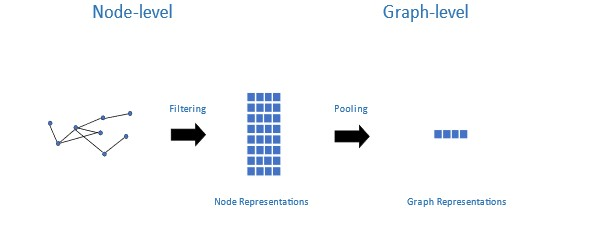 Node-level
Graph-level
Filtering
Pooling
Node Representations
Graph Representations